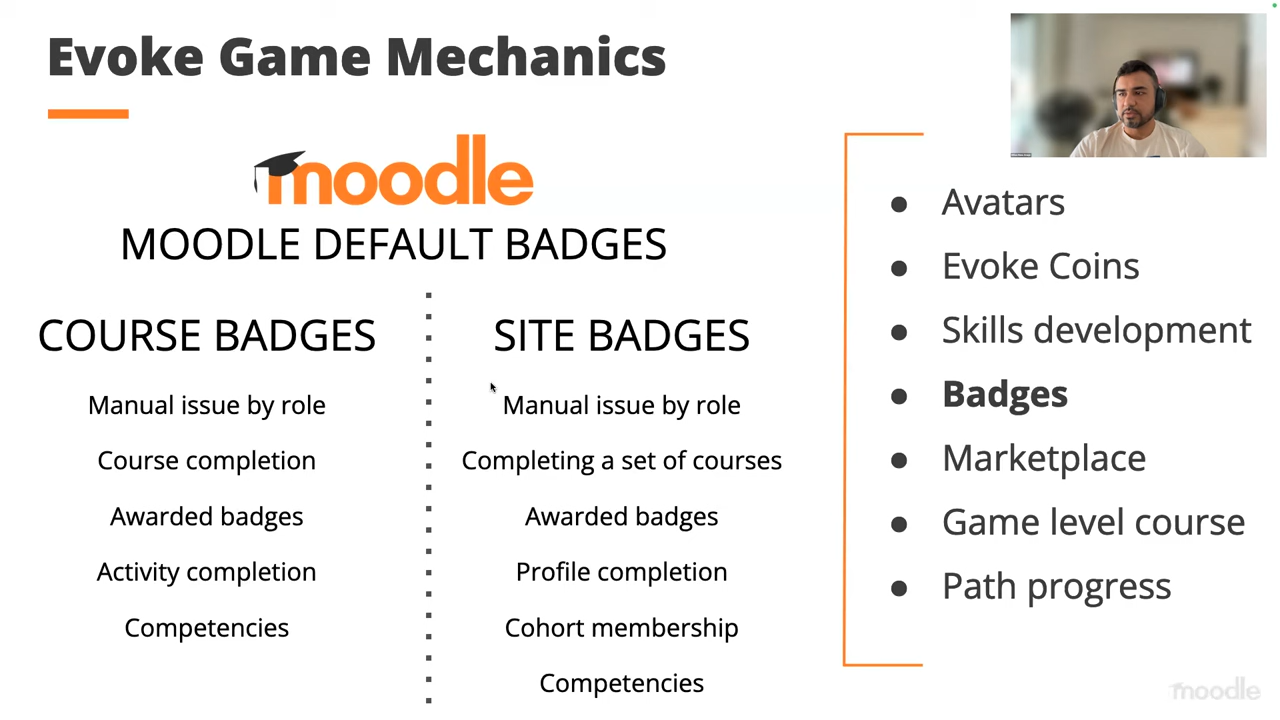 Evoke Game Mechanics
moodle
MOODLE DEFAULT BADGES
COURSE BADGES
Manual issue by role
Course completion
Awarded badges
Activity completion
Competencies
SITE BADGES
Manual issue by role
Completing a set of courses
Awarded badges
Profile completion
Cohort membership
Competencies
● Avatars
● Evoke Coins
● Skills development
● Badges
● Marketplace
● Game level course
● Path progress
moodle